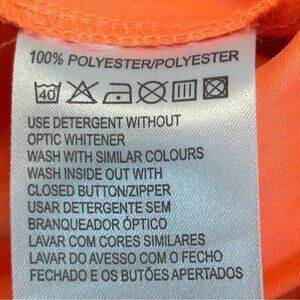 100% POLYESTER/POLYESTER
40
USE DETERGENT WITHOUT
OPTIC WHITENER
WASH WITH SIMILAR COLOURS
WASH INSIDE OUT WITH
CLOSED BUTTON/ZIPPER
USAR DETERGENTE SEM
BRANQUEADOR ÓPTICO
LAVAR COM CORES SIMILARES
LAVAR DO AVESSO COM O FECHO
FECHADO E OS BUTÕES APERTADOS